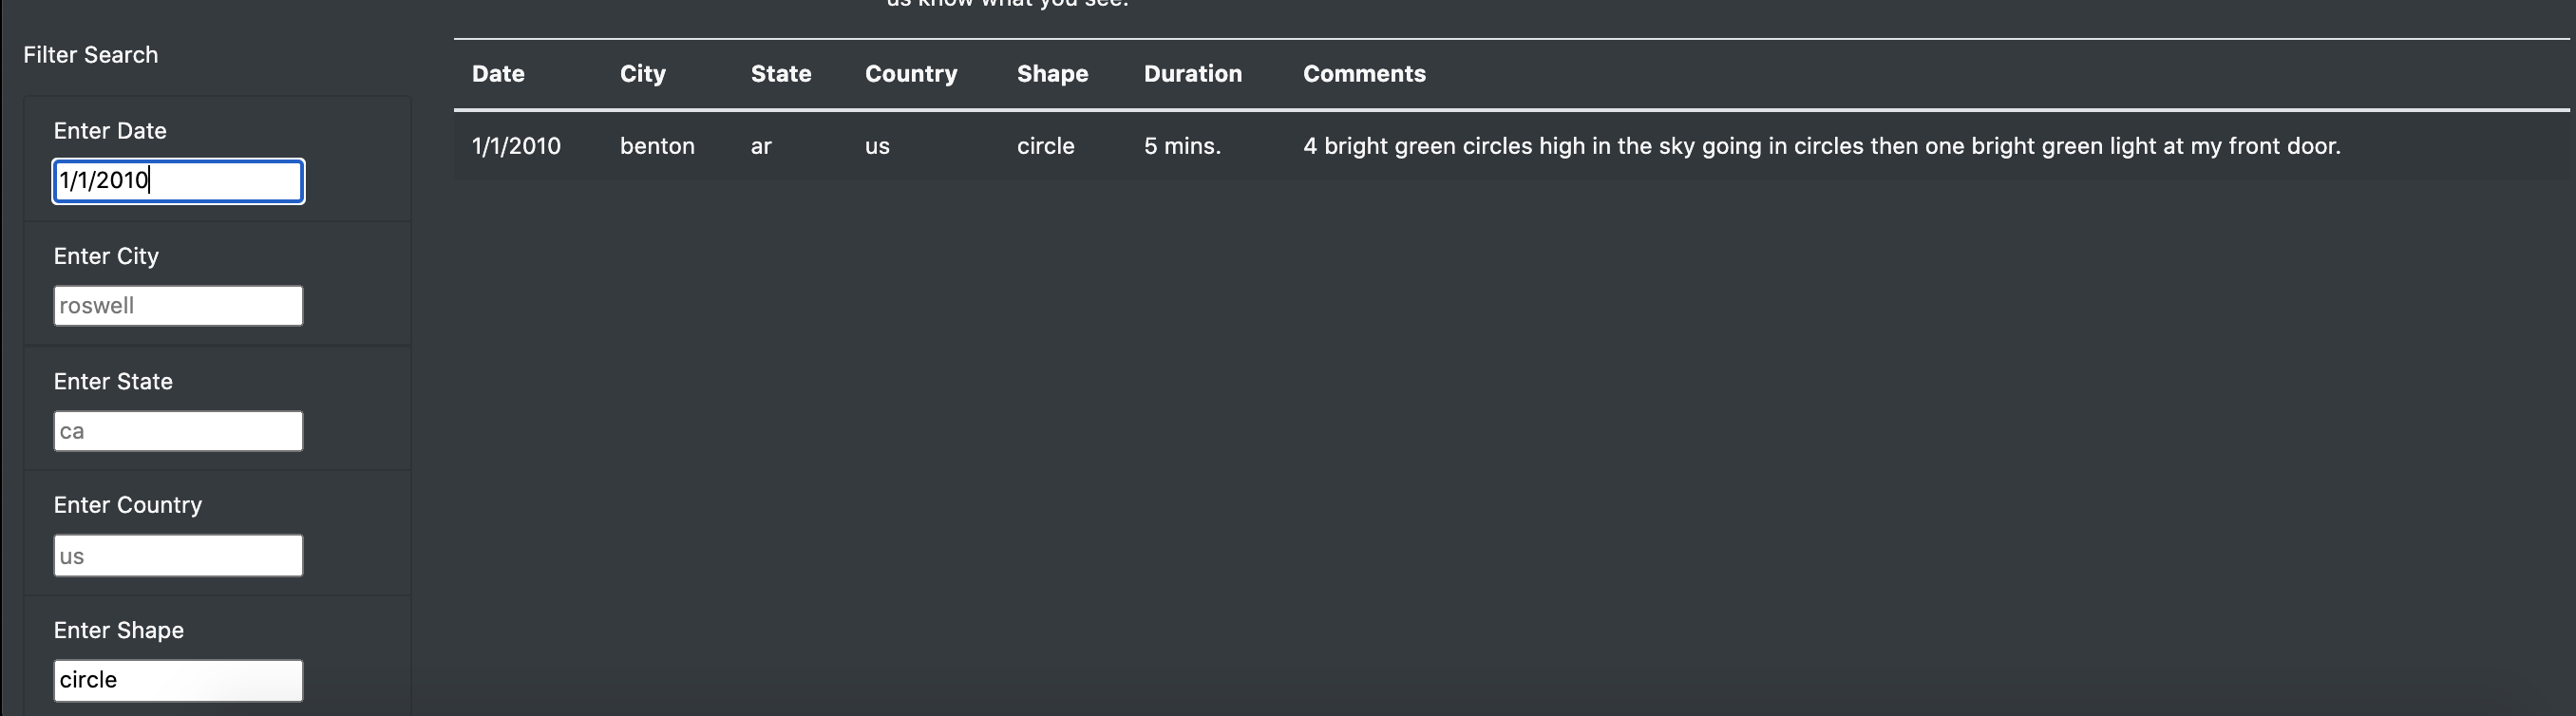 us know what you see.
Filter Search
Date City State Country Shape Duration Comments
Enter Date
1/1/2010
1/1/2010 benton ar us circle 5 mins. 4 bright green circles high in the sky going in circles then one bright green light at my front door.
Enter City
roswell
Enter State
ca
Enter Country
us
Enter Shape
circle